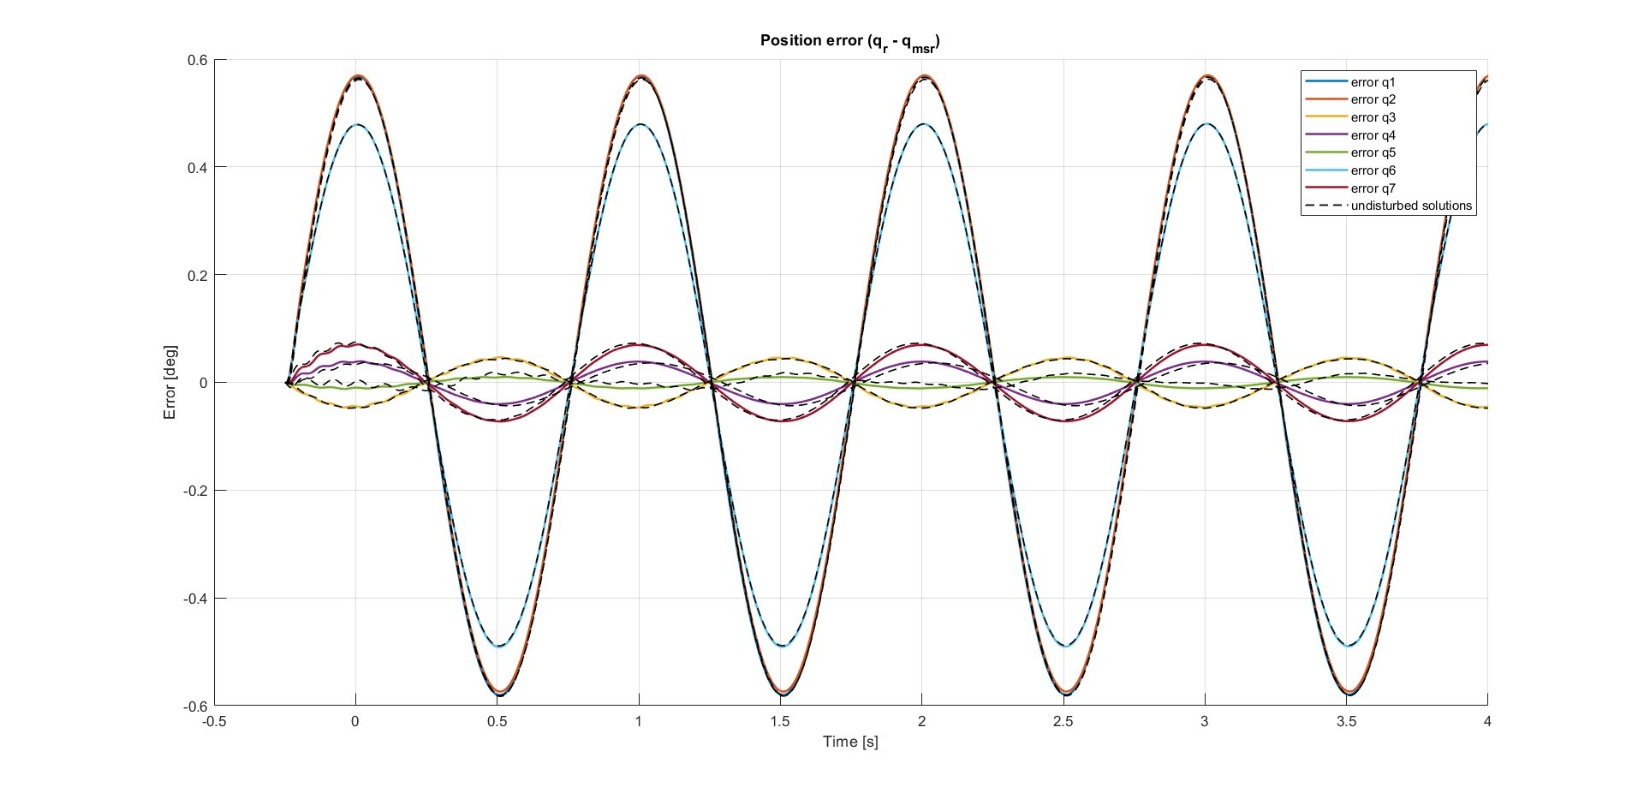 Position error (q_r - q_msr)
0.6
0.4
0.2
0
-0.2
-0.4
-0.6
Error [deg]
error q1
error q2
error q3
error q4
error q5
error q6
error q7
undisturbed solutions
-0.5
0
0.5
1
1.5
2
2.5
3
3.5
4
Time [s]